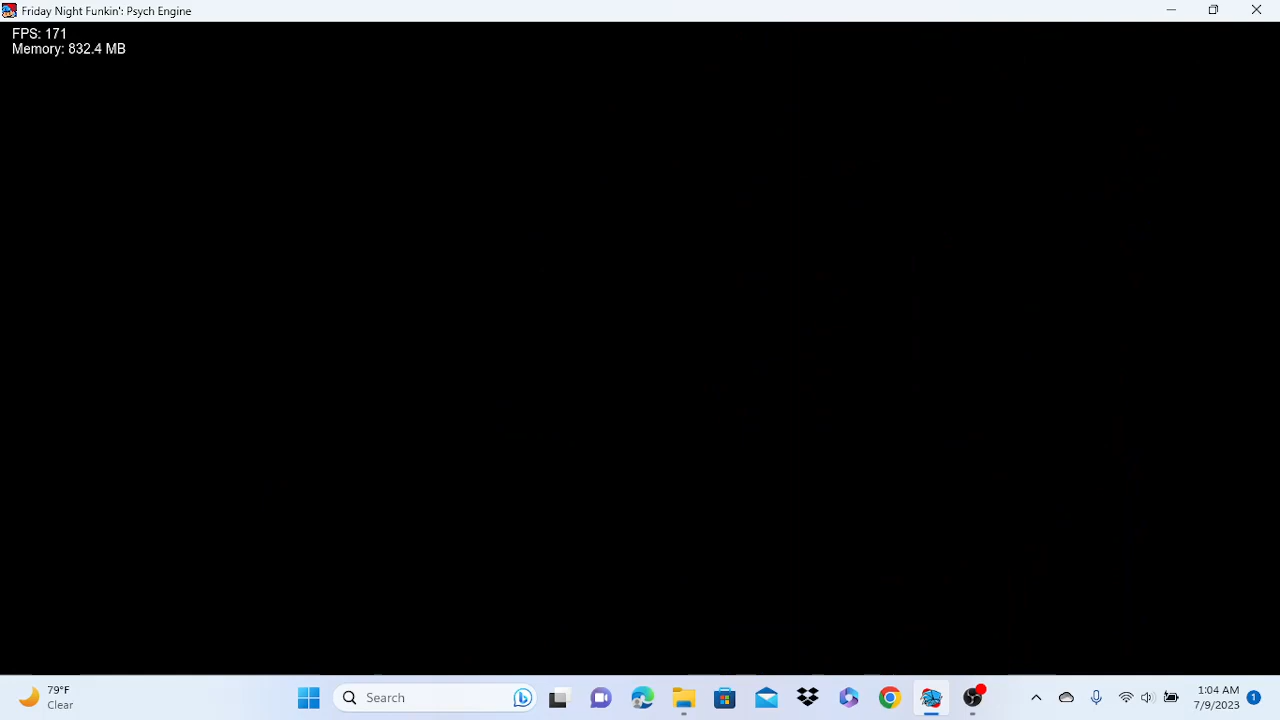 Friday Night Funkin': Psych Engine
FPS: 171
Memory: 832.4 MB
79°F
Clear
Search
1:04 AM
7/9/2023
1